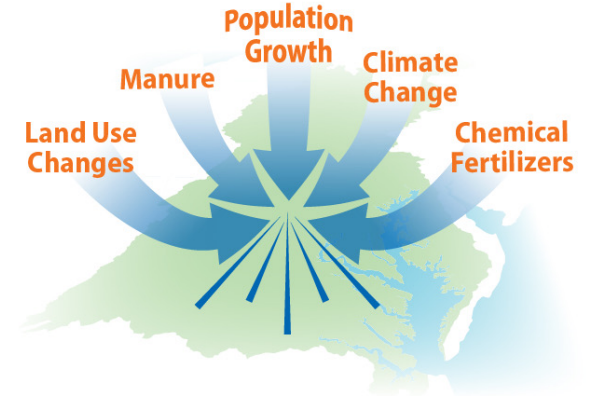 Population
Growth
Manure
Climate
Change
Land Use
Changes
Chemical
Fertilizers